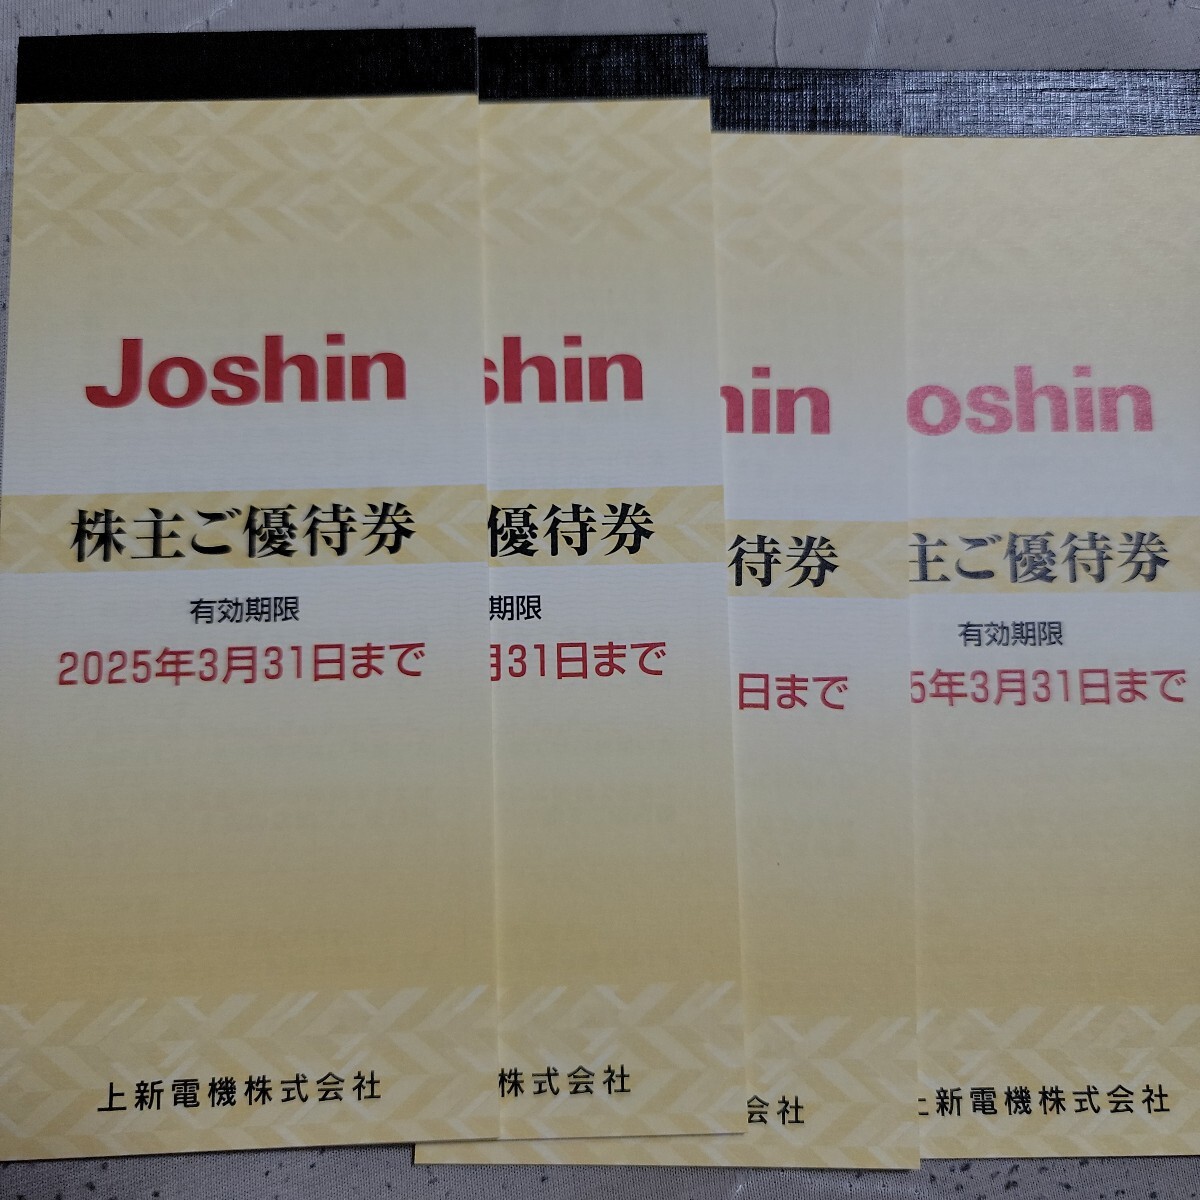 Joshin
株主ご優待券
有効期限
2025年3月31日まで
上新電機株式会社
shin
優待券
期限
月31日まで
株式会社
hin
待券
日まで
会社
oshin
主ご優待券
有効期限
5年3月31日まで
上新電機株式会社